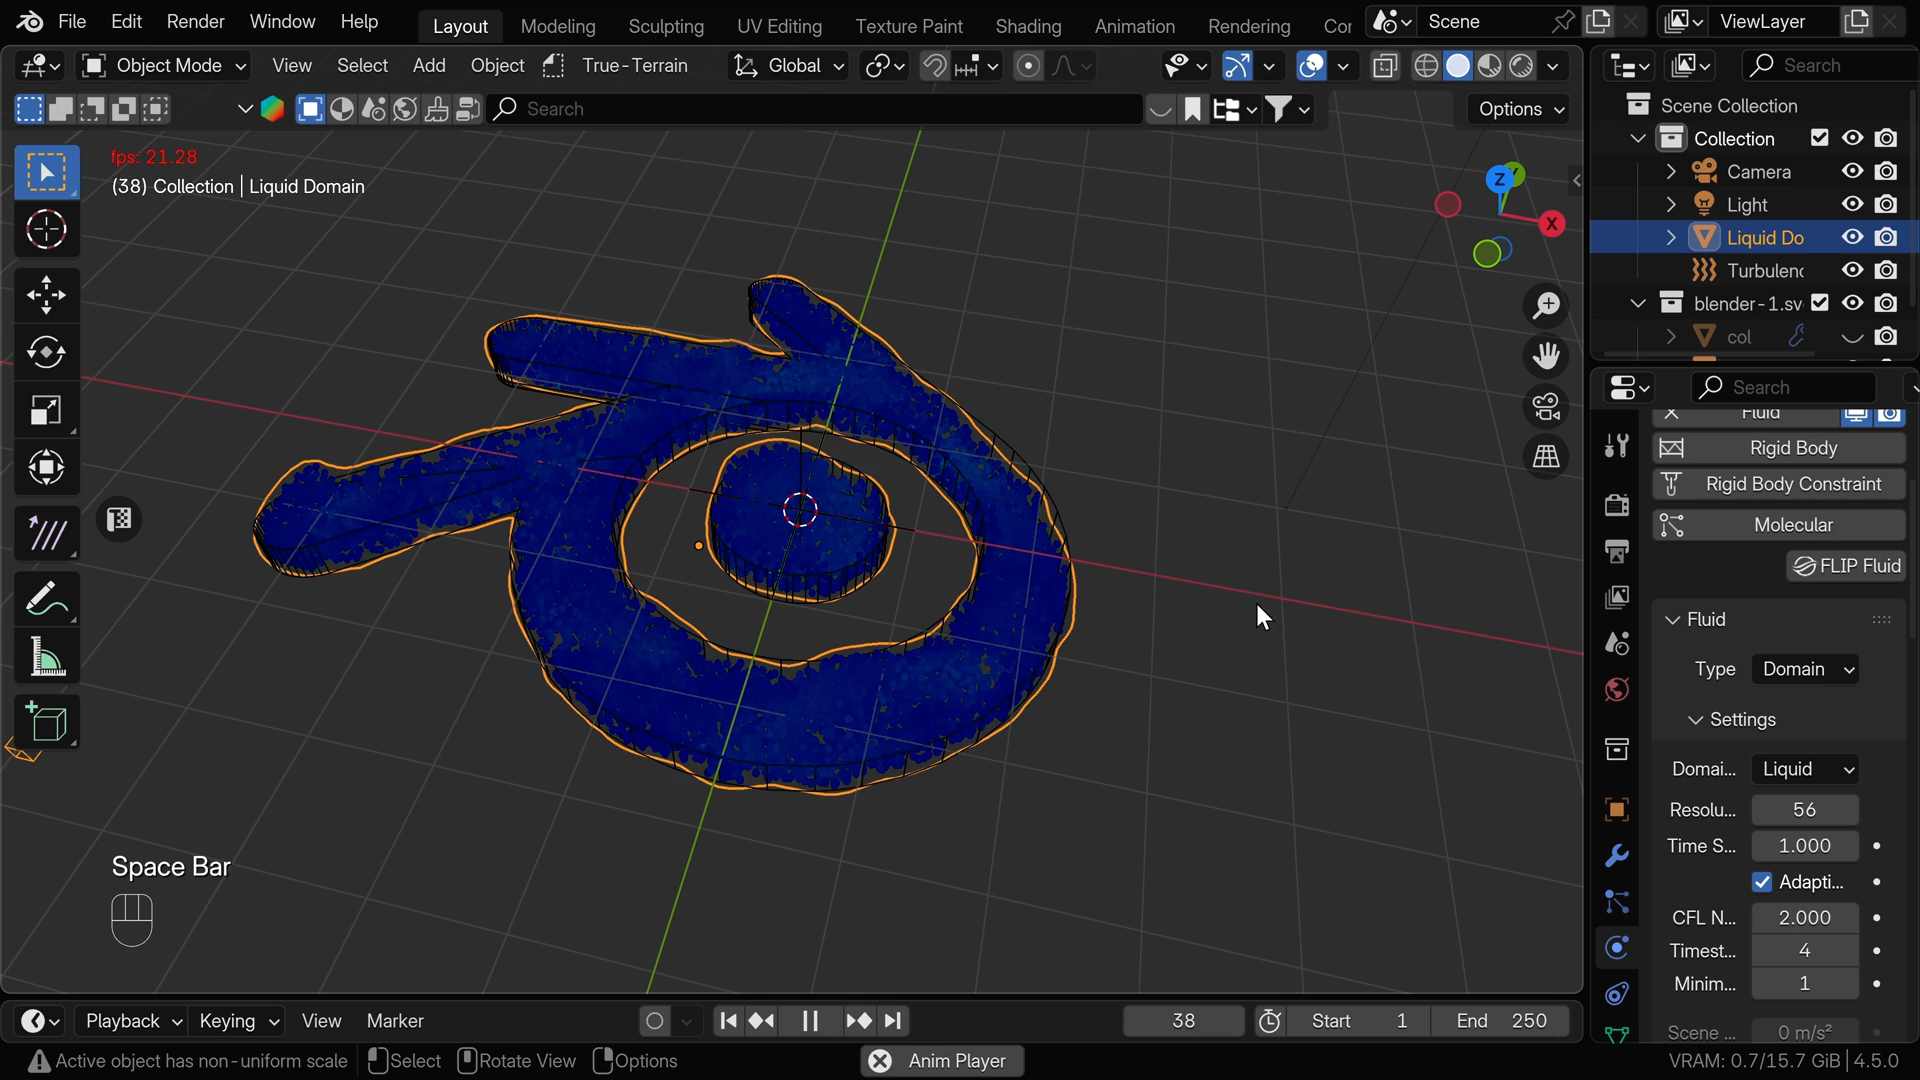 File Edit Render Window Help Layout Modeling Sculpting UV Editing Texture Paint Shading Animation Rendering Cor Scene ViewLayer
Object Mode View Select Add Object True-Terrain Global Search
Search Options
fps: 21.28
(38) Collection | Liquid Domain
Z
X
Scene Collection
Collection
Camera
Light
Liquid Do
Turbulenc
blender-1.sv
col
Search
Fluid
Rigid Body
Rigid Body Constraint
Molecular
FLIP Fluid
Fluid
Type Domain
Settings
Domai... Liquid
Resolu... 56
Time S... 1.000
Adapti...
CFL N... 2.000
Timest... 4
Minim... 1
Scene ... 0 m/s²
Space Bar
Playback Keying View Marker 38 Start 1 End 250
Active object has non-uniform scale Select Rotate View Options Anim Player VRAM: 0.7/15.7 GiB | 4.5.0